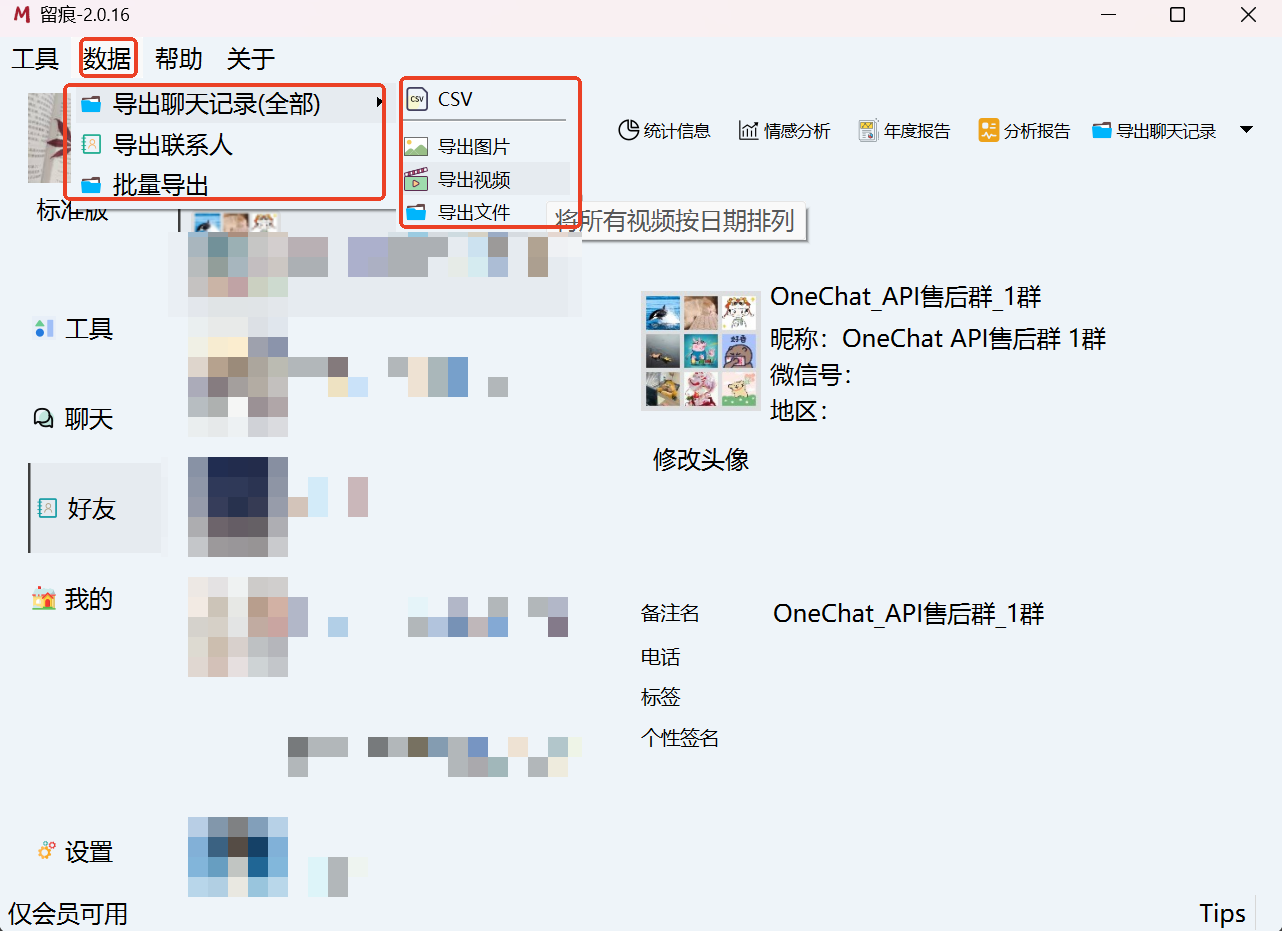 留痕-2.0.16
工具 数据 帮助 关于
导出聊天记录(全部)
导出联系人
批量导出
CSV
CSV
导出图片
导出视频
导出文件
将所有视频按日期排列
统计信息 情感分析 年度报告 分析报告 导出聊天记录
标准版
工具
聊天
好友
我的
设置
OneChat_API售后群_1群
昵称：OneChat API售后群 1群
微信号：
地区：
修改头像
备注名 OneChat_API售后群_1群
电话
标签
个性签名
仅会员可用 Tips